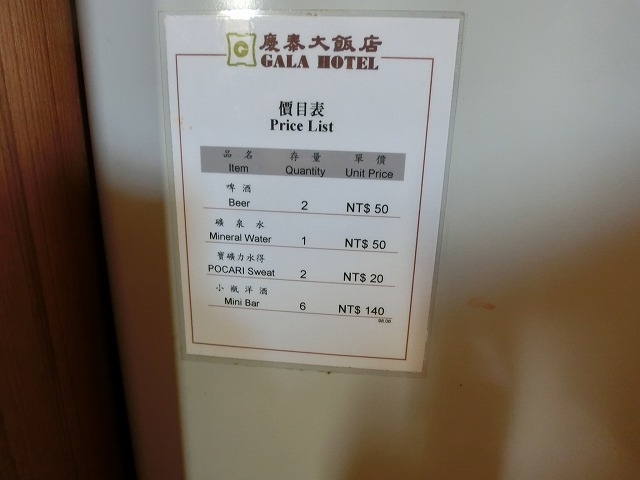 G
慶泰大飯店
GALA HOTEL
價目表
Price List
品名 存量 單價
Item Quantity Unit Price
啤酒
Beer 2 NT$ 50
礦泉水
Mineral Water 1 NT$ 50
寶礦力水得
POCARI Sweat 2 NT$ 20
小瓶洋酒
Mini Bar 6 NT$ 140
98.08